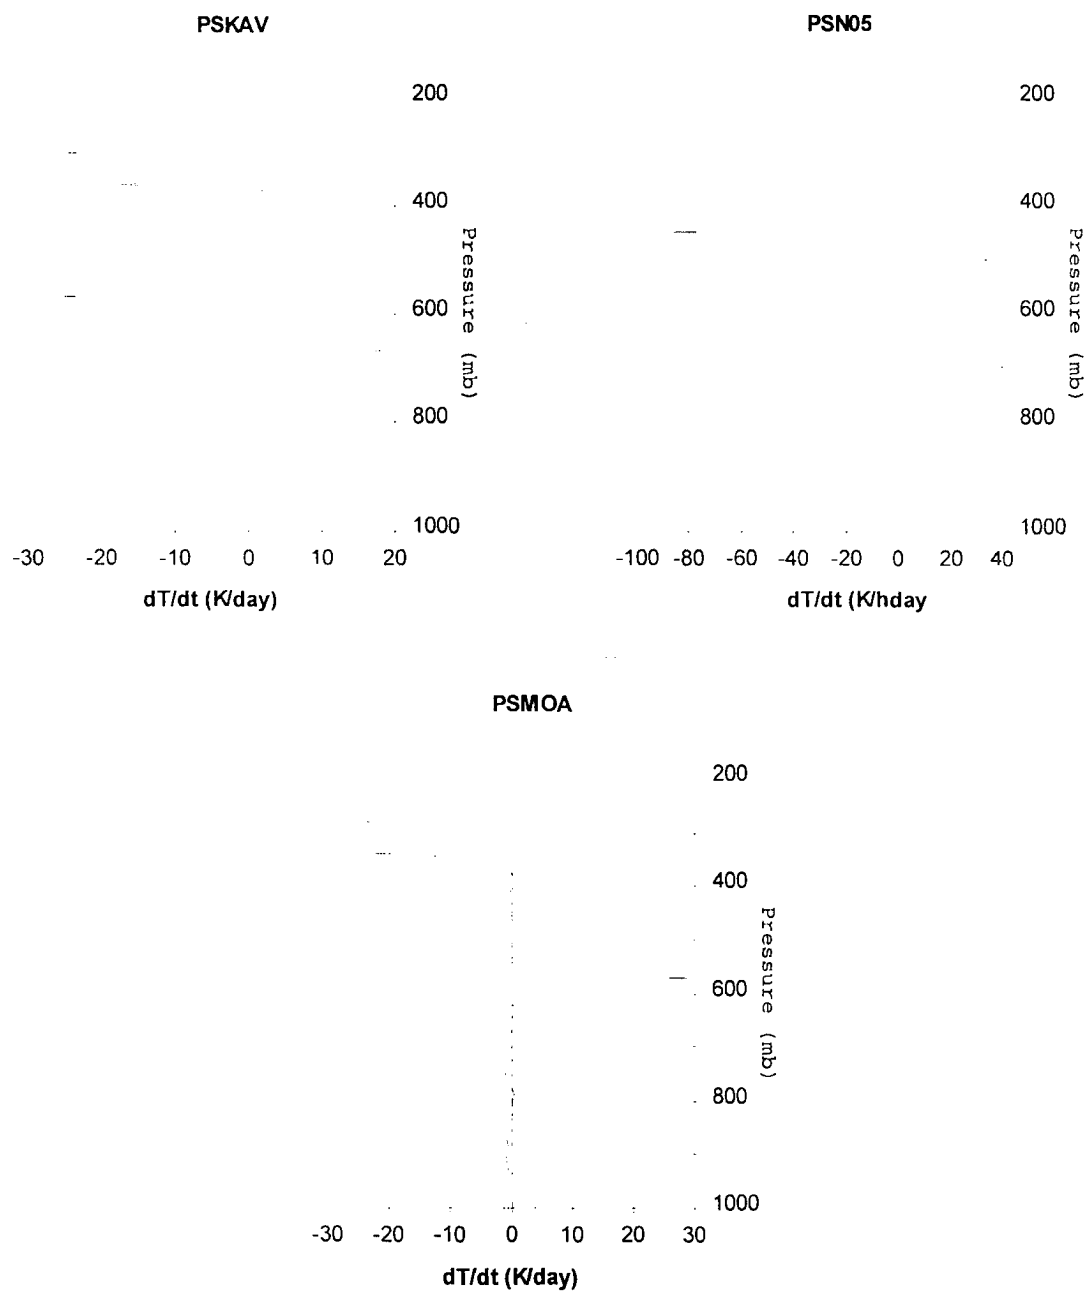 PSKAV
200
400
600
800
1000
Pressure (mb)
-30 -20 -10 0 10 20
dT/dt (K/day)
PSN05
200
400
600
800
1000
Pressure (mb)
-100 -80 -60 -40 -20 0 20 40
dT/dt (K/hday
PSMOA
200
400
600
800
1000
Pressure (mb)
-30 -20 -10 0 10 20 30
dT/dt (K/day)